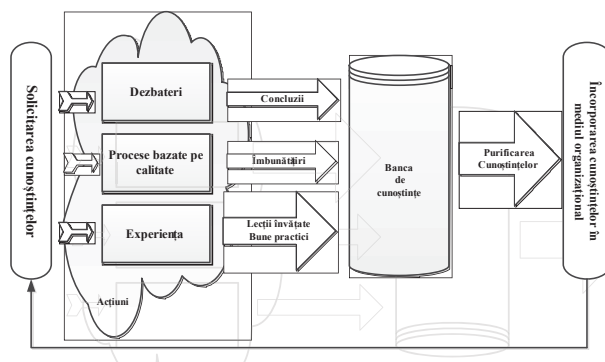 Solicitarea cunoştinţelor
Dezbateri
Procese bazate pe
calitate
Experienţa
Acţiuni
Concluzii
Îmbunătăţiri
Lecţii învăţate
Bune practici
Banca
de
cunoştinţe
Purificarea
Cunoştinţelor
Încorporarea cunoştinţelor în
mediul organizaţional